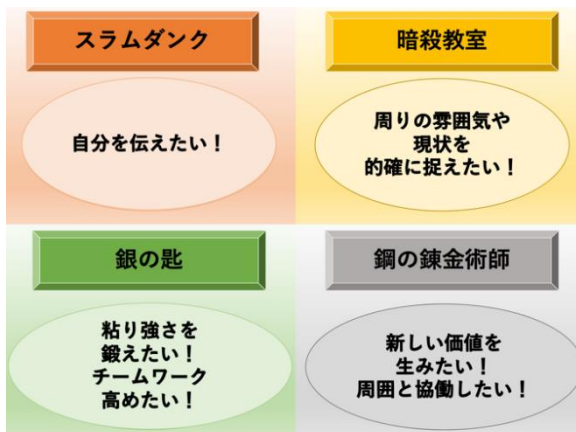 スラムダンク
自分を伝えたい！
暗殺教室
周りの雰囲気や
現状を
的確に捉えたい！
銀の匙
粘り強さを
鍛えたい！
チームワーク
高めたい！
鋼の錬金術師
新しい価値を
生みたい！
周囲と協働したい！